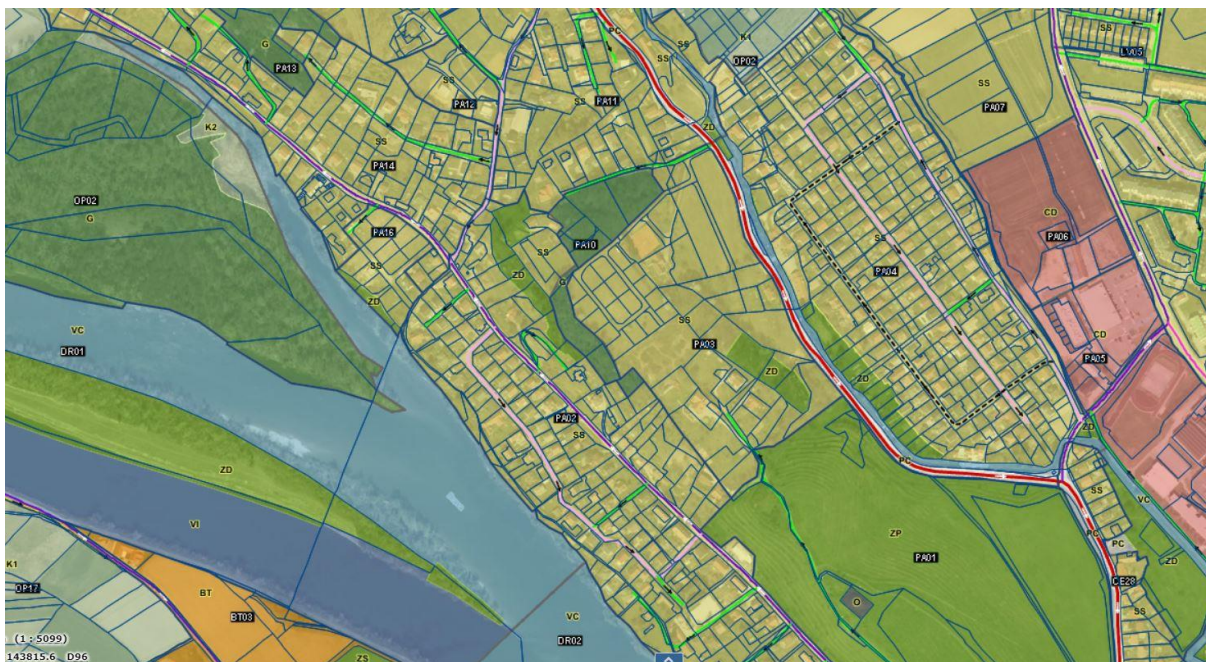 PC
SS
SS
K1
OP02
SS
LV05
G
PA13
SS
PA12
SS
PA11
SS
PA07
K2
ZD
SS
PA14
OP02
G
CD
PA06
PA16
SS
PA10
SS
SS
PA04
SS
ZD
G
ZD
VC
DR01
SS
PA03
CD
PA05
ZD
ZD
PA02
SS
ZD
PC
ZD
SS
VC
VI
ZP
PA01
PC
PC
ZD
K1
OP17
BT
BT03
CE28
O
SS
VC
DR02
ZS
(1 : 5099)
143815.6 D96